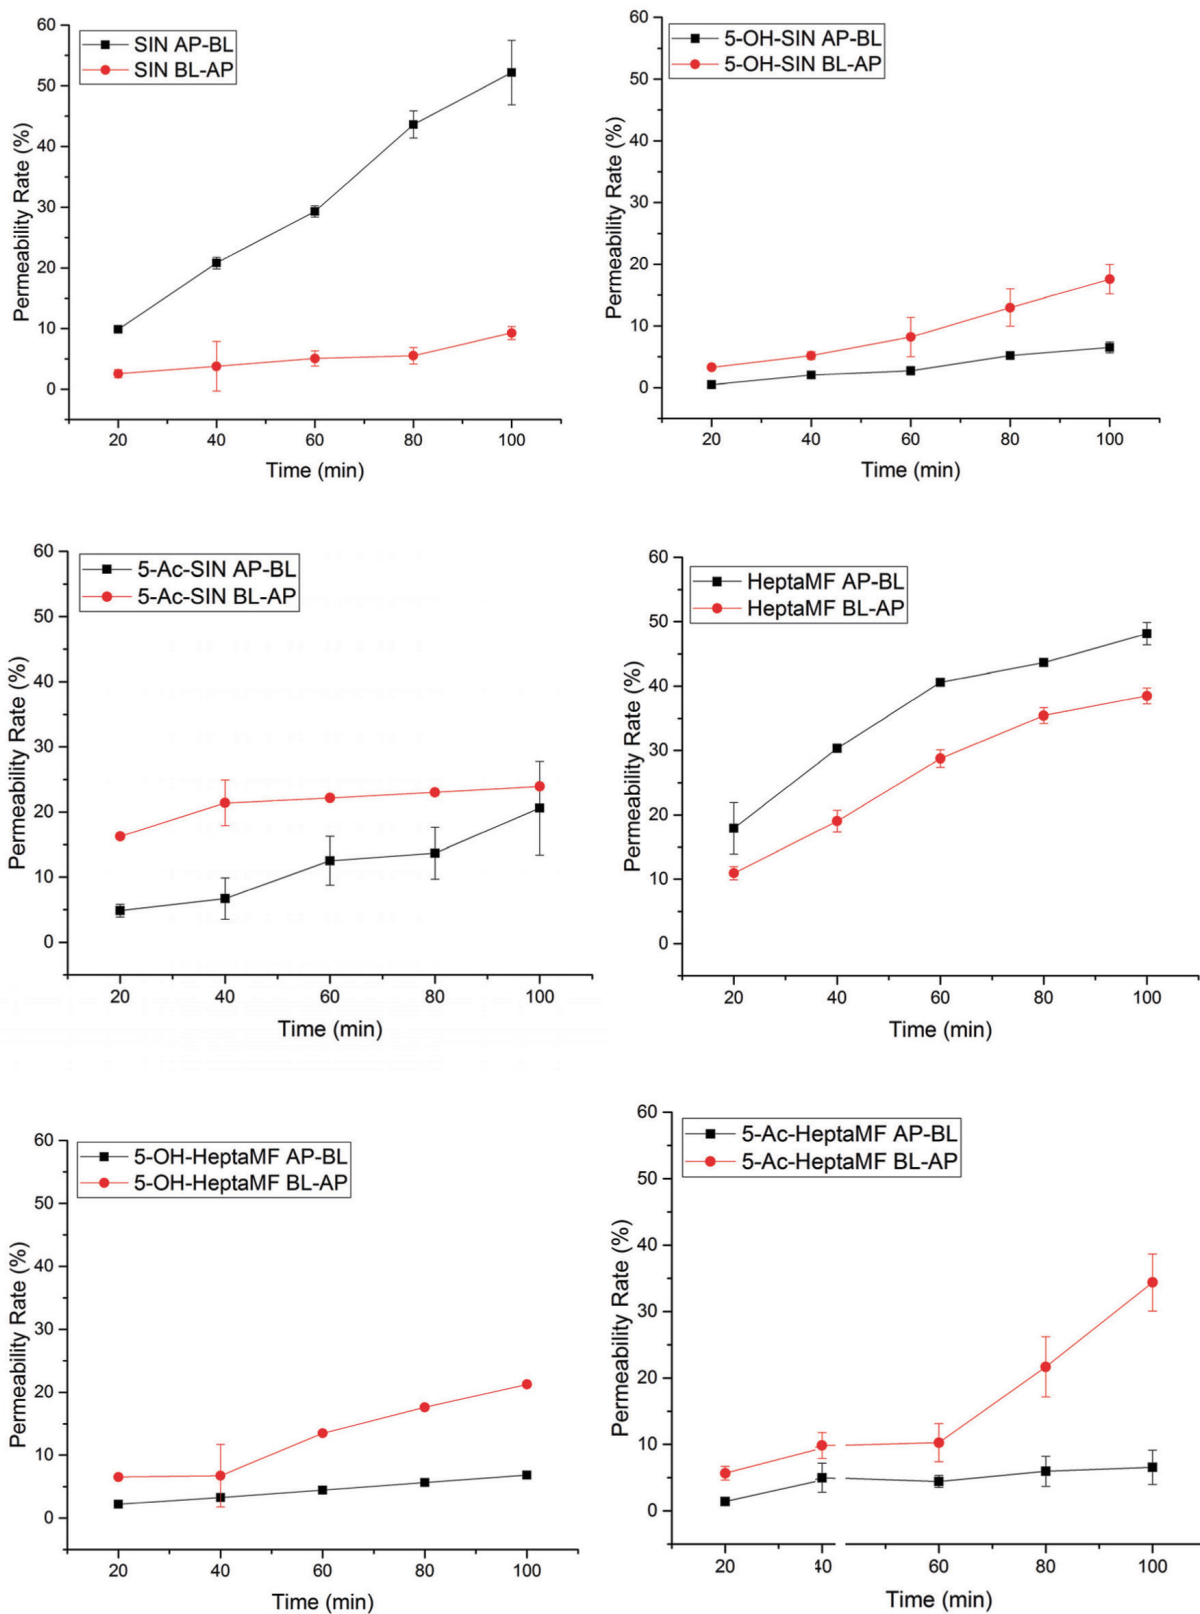 SIN AP-BL
SIN BL-AP
Permeability Rate (%)
60
50
40
30
20
10
0
20 40 60 80 100
Time (min)
5-OH-SIN AP-BL
5-OH-SIN BL-AP
Permeability Rate (%)
60
50
40
30
20
10
0
20 40 60 80 100
Time (min)
5-Ac-SIN AP-BL
5-Ac-SIN BL-AP
Permeability Rate (%)
60
50
40
30
20
10
0
20 40 60 80 100
Time (min)
HeptaMF AP-BL
HeptaMF BL-AP
Permeability Rate (%)
60
50
40
30
20
10
0
20 40 60 80 100
Time (min)
5-OH-HeptaMF AP-BL
5-OH-HeptaMF BL-AP
Permeability Rate (%)
60
50
40
30
20
10
0
20 40 60 80 100
Time (min)
5-Ac-HeptaMF AP-BL
5-Ac-HeptaMF BL-AP
Permeability Rate (%)
60
50
40
30
20
10
0
20 40 60 80 100
Time (min)